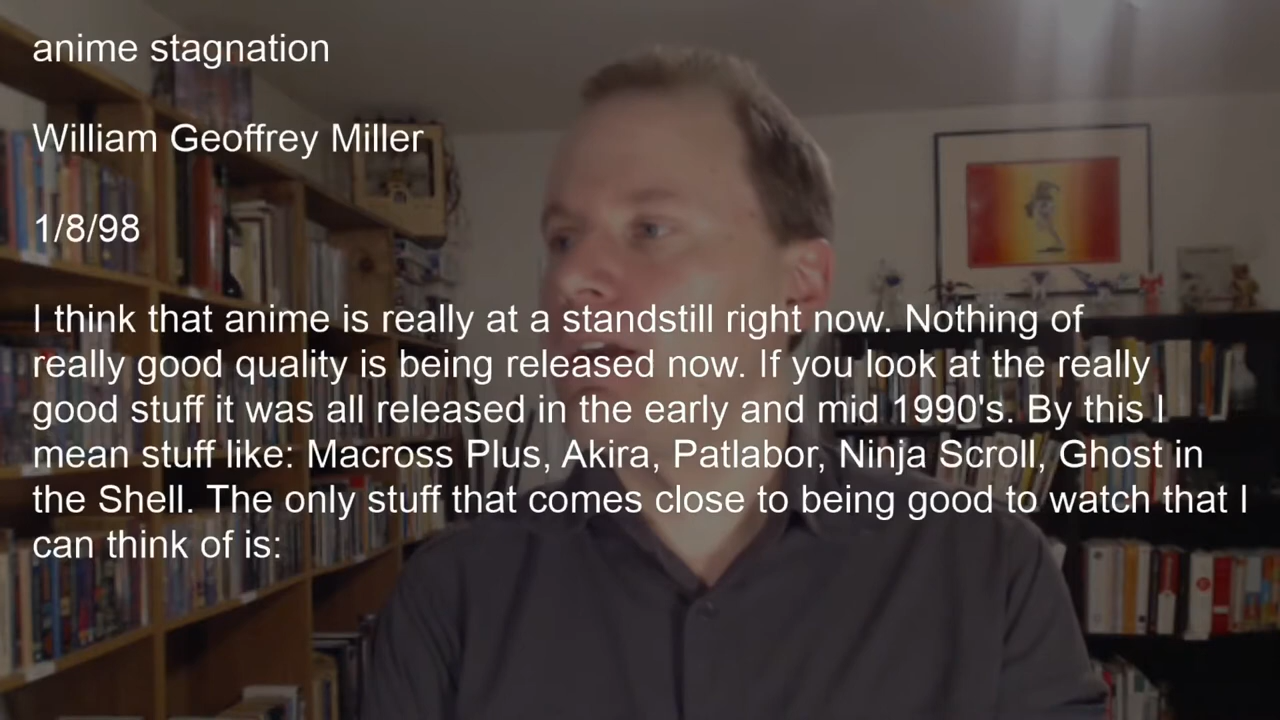 anime stagnation
William Geoffrey Miller
1/8/98
I think that anime is really at a standstill right now. Nothing of
really good quality is being released now. If you look at the really
good stuff it was all released in the early and mid 1990's. By this I
mean stuff like: Macross Plus, Akira, Patlabor, Ninja Scroll, Ghost in
the Shell. The only stuff that comes close to being good to watch that I
can think of is: